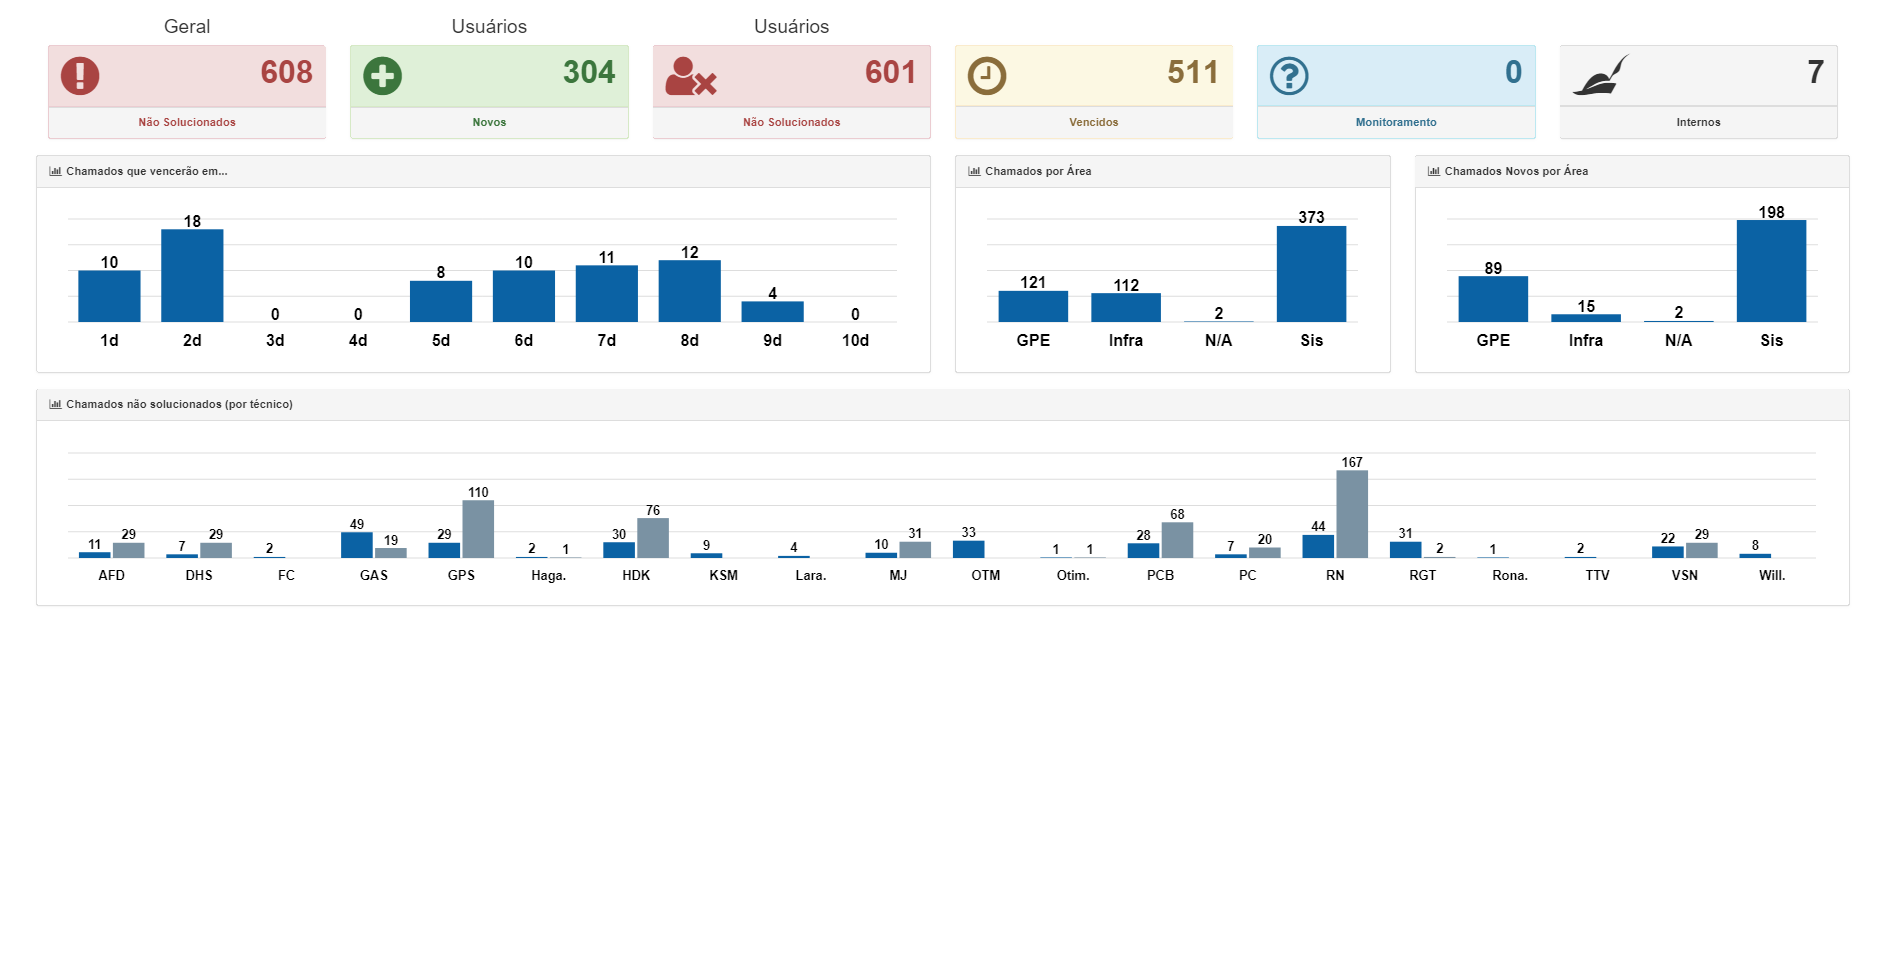 Geral
Usuários
Usuários
608
Não Solucionados
304
Novos
601
Não Solucionados
511
Vencidos
0
Monitoramento
7
Internos
Chamados que vencerão em...
10 18 0 0 8 10 11 12 4 0
1d 2d 3d 4d 5d 6d 7d 8d 9d 10d
Chamados por Área
121 112 2 373
GPE Infra N/A Sis
Chamados Novos por Área
89 15 2 198
GPE Infra N/A Sis
Chamados não solucionados (por técnico)
11 29 7 29 2 49 19 29 110 2 1 30 76 9 4 10 31 33 1 1 28 68 7 20 44 167 31 2 1 2 22 29 8
AFD DHS FC GAS GPS Haga. HDK KSM Lara. MJ OTM Otim. PCB PC RN RGT Rona. TTV VSN Will.